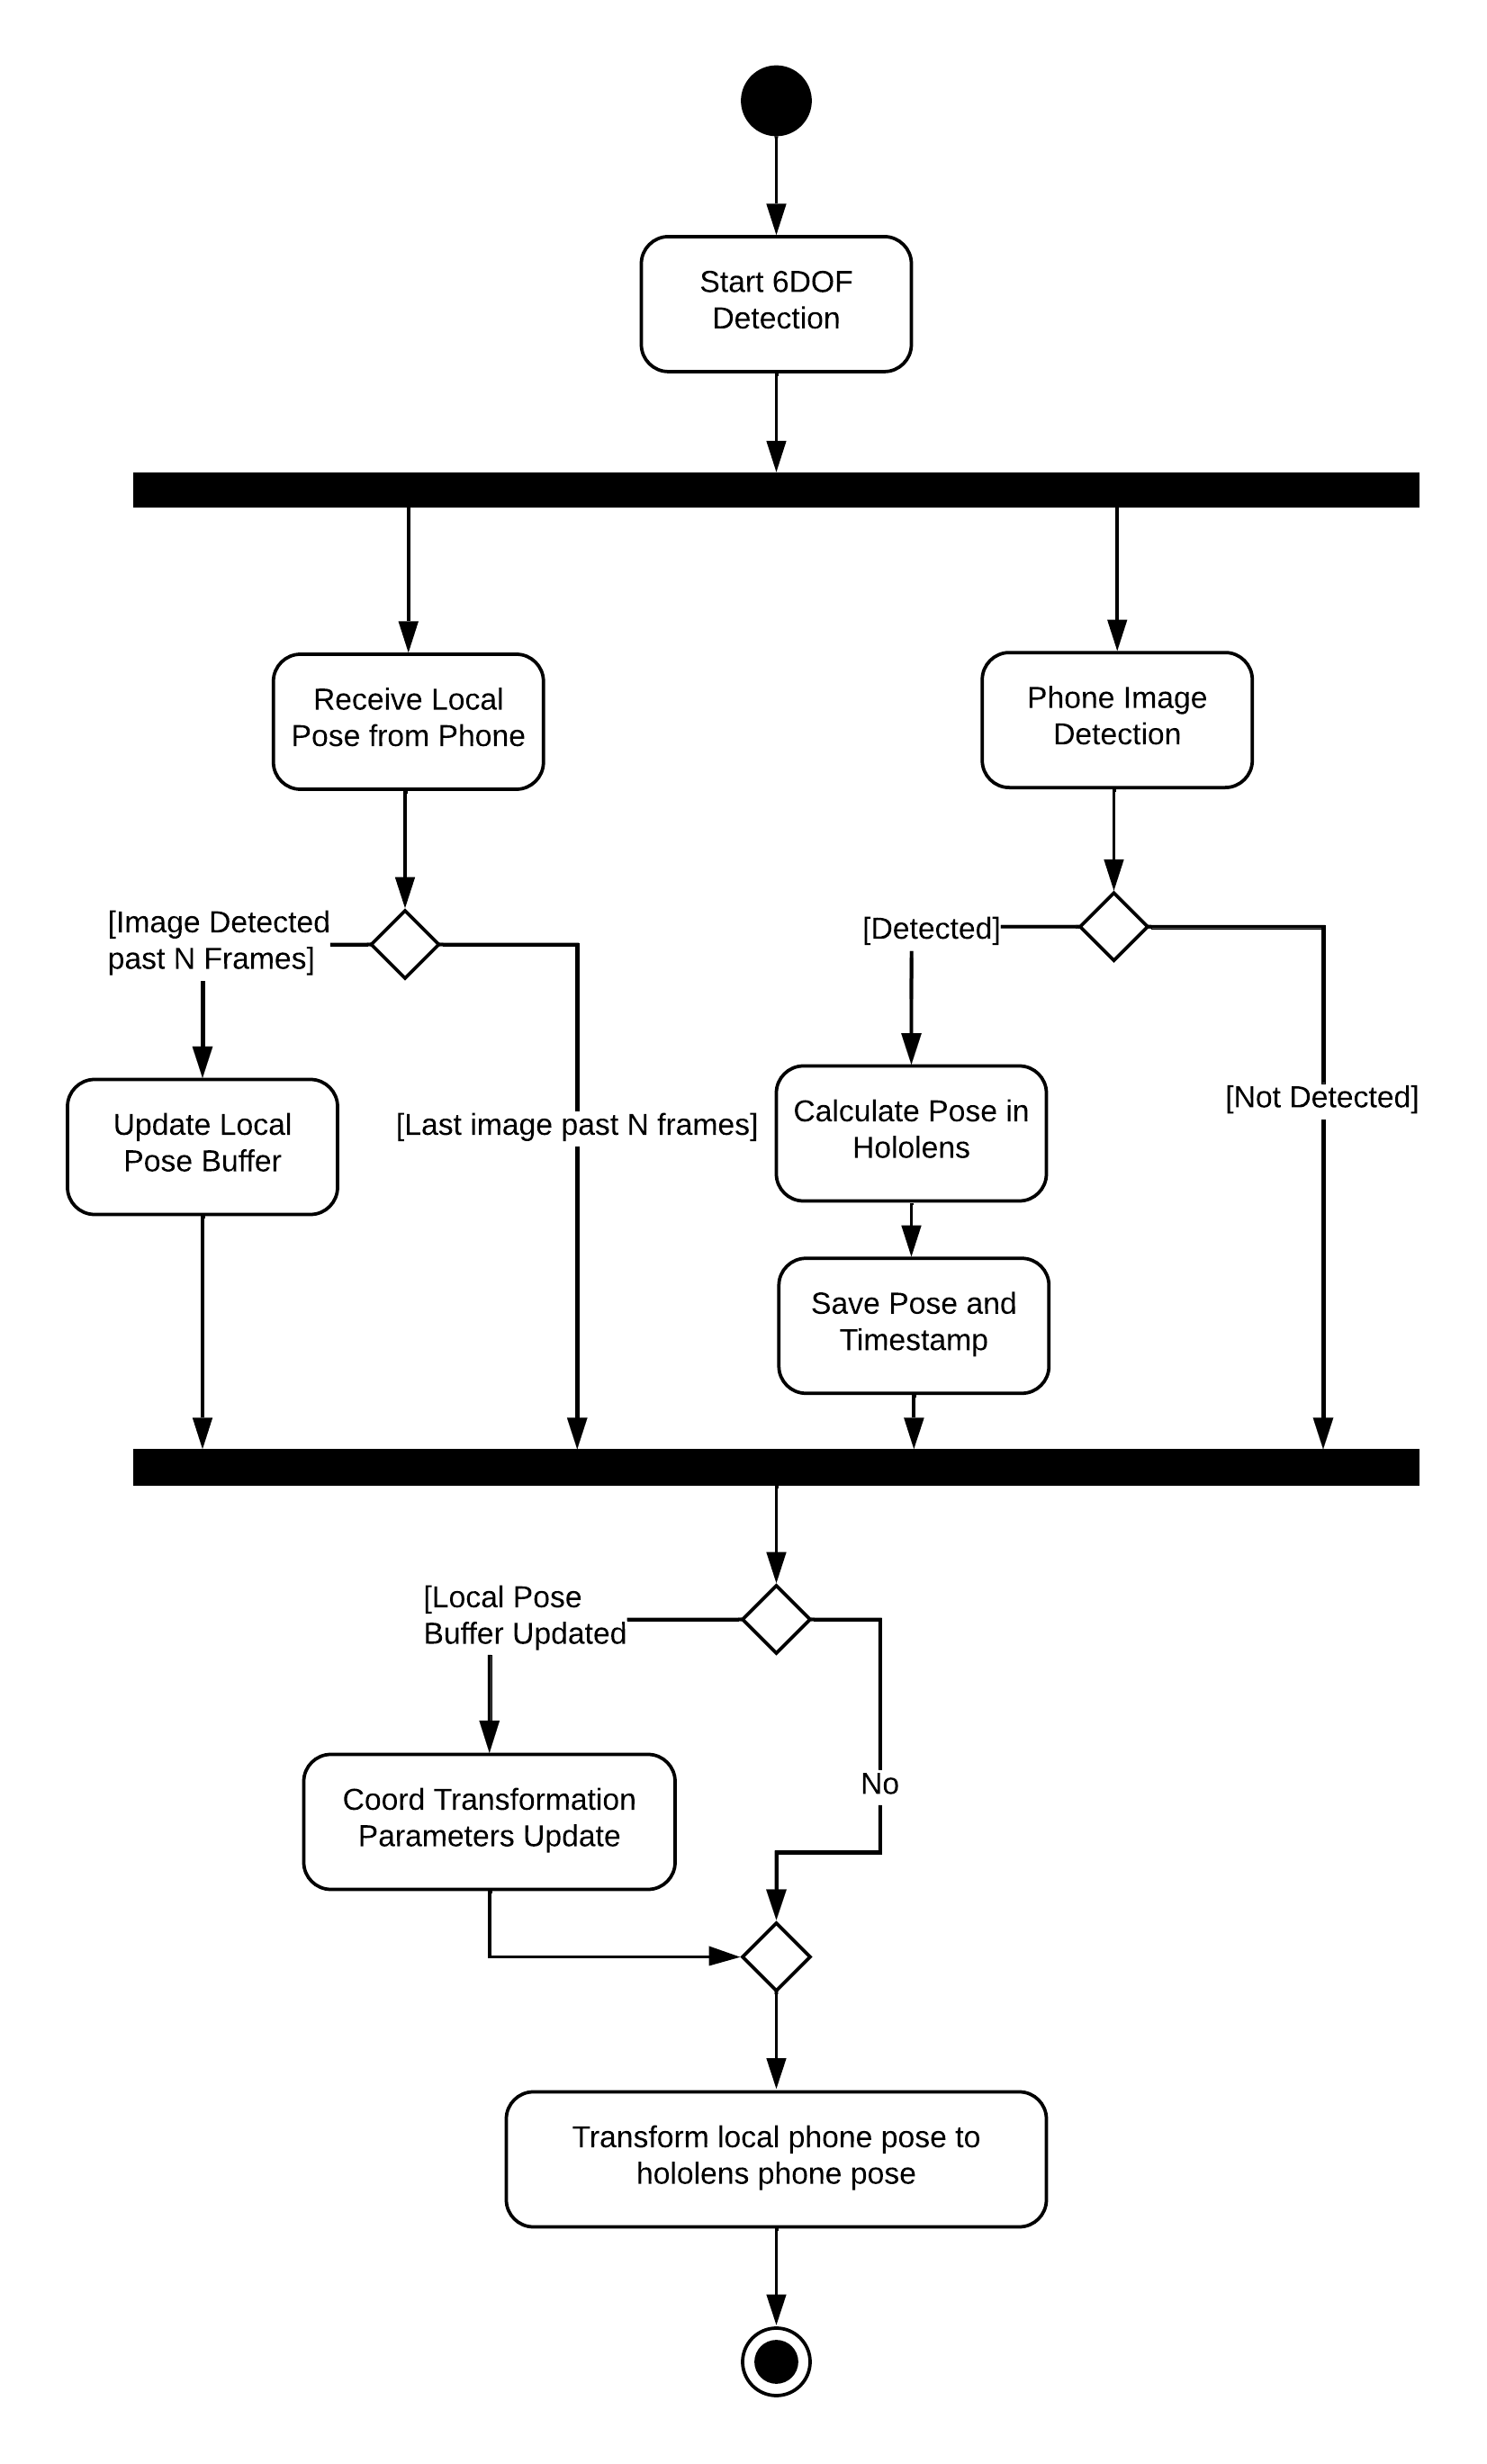 Start 6DOF
Detection
Receive Local
Pose from Phone
Phone Image
Detection
[Image Detected
past N Frames]
[Detected]
Update Local
Pose Buffer
[Last image past N frames]
Calculate Pose in
Hololens
[Not Detected]
Save Pose and
Timestamp
[Local Pose
Buffer Updated
Coord Transformation
Parameters Update
No
Transform local phone pose to
hololens phone pose